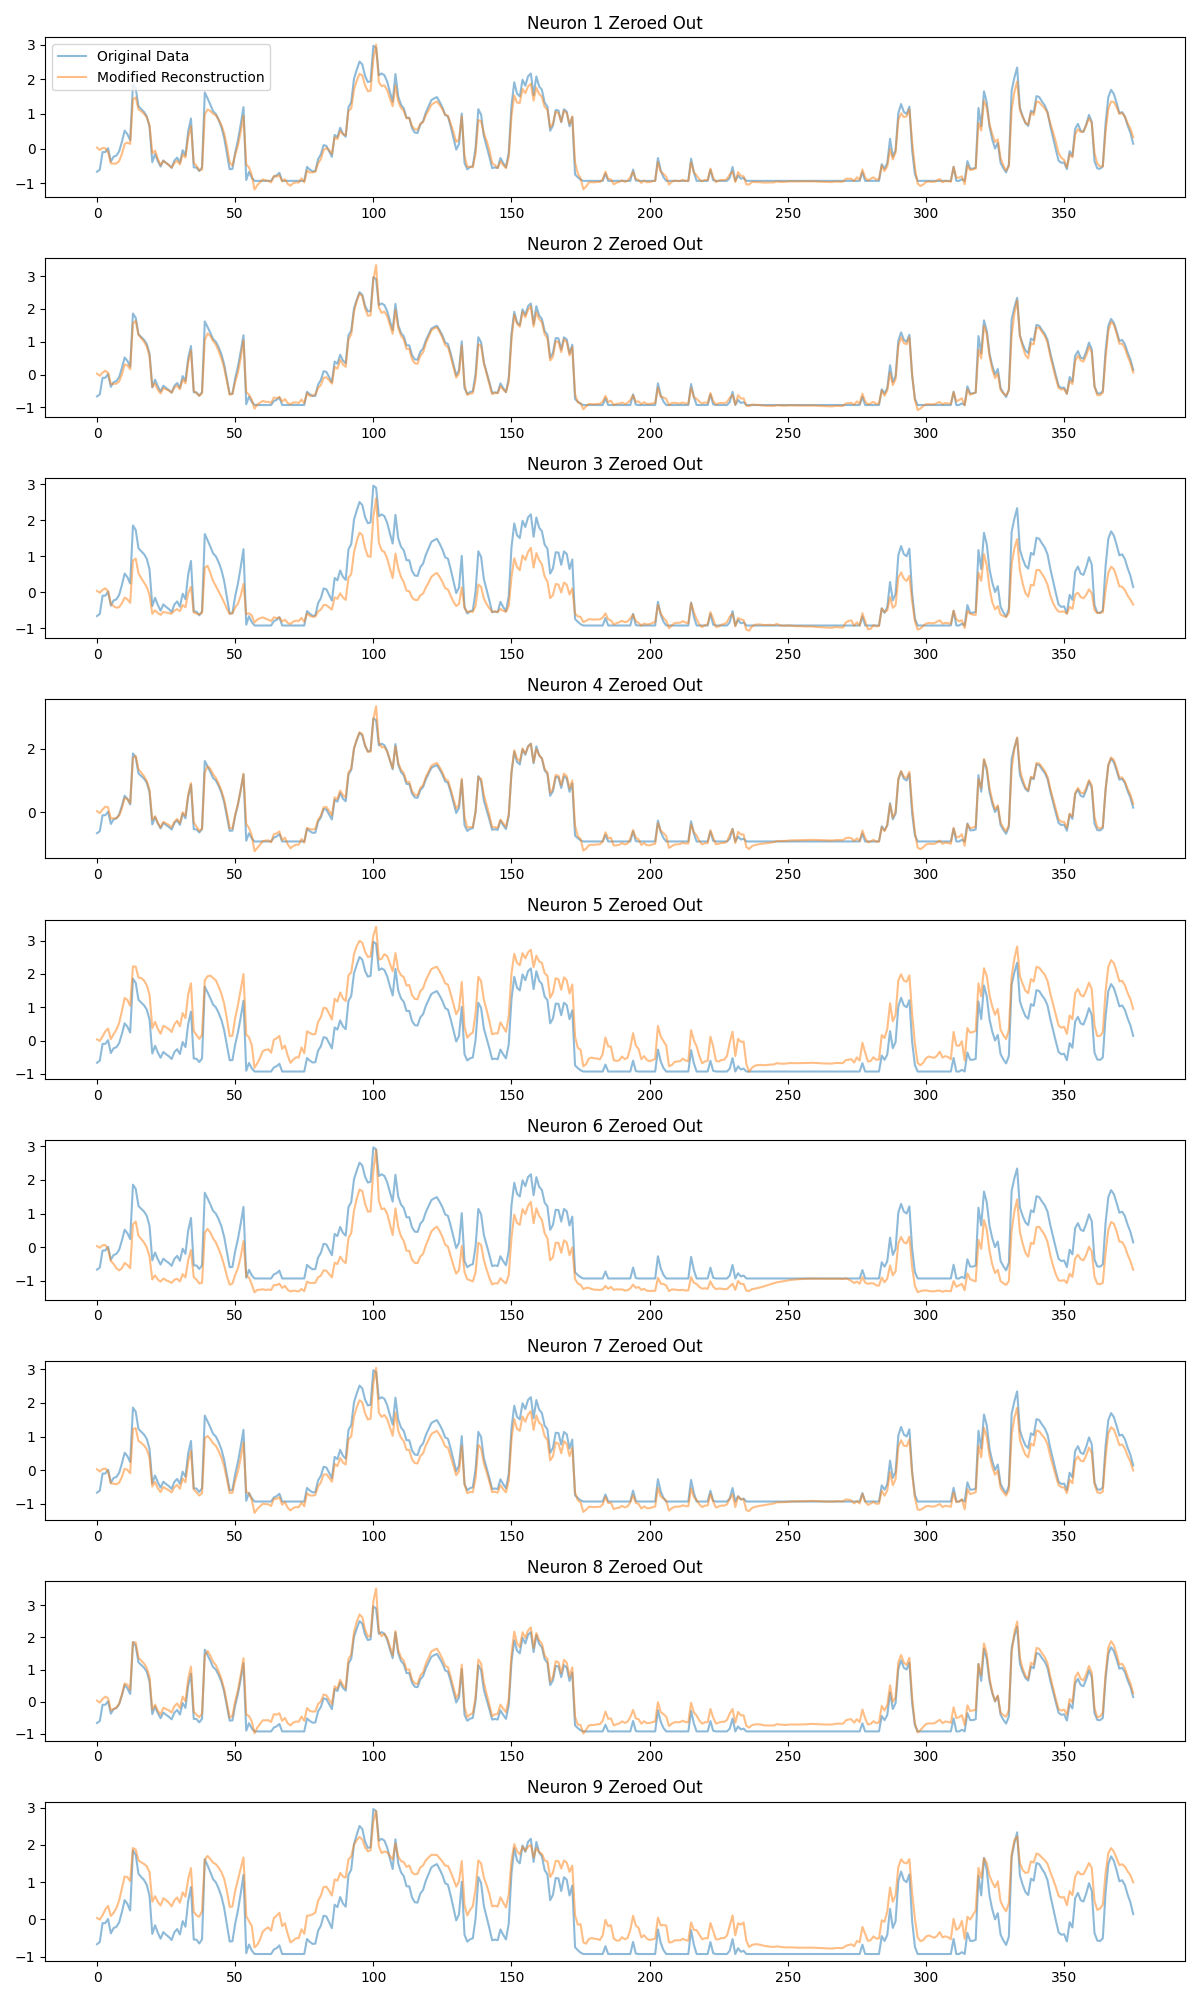 Neuron 1 Zeroed Out
Original Data
Modified Reconstruction
3
2
1
0
−1
0 50 100 150 200 250 300 350
Neuron 2 Zeroed Out
3
2
1
0
−1
0 50 100 150 200 250 300 350
Neuron 3 Zeroed Out
3
2
1
0
−1
0 50 100 150 200 250 300 350
Neuron 4 Zeroed Out
2
0
0 50 100 150 200 250 300 350
Neuron 5 Zeroed Out
3
2
1
0
−1
0 50 100 150 200 250 300 350
Neuron 6 Zeroed Out
3
2
1
0
−1
0 50 100 150 200 250 300 350
Neuron 7 Zeroed Out
3
2
1
0
−1
0 50 100 150 200 250 300 350
Neuron 8 Zeroed Out
3
2
1
0
−1
0 50 100 150 200 250 300 350
Neuron 9 Zeroed Out
3
2
1
0
−1
0 50 100 150 200 250 300 350